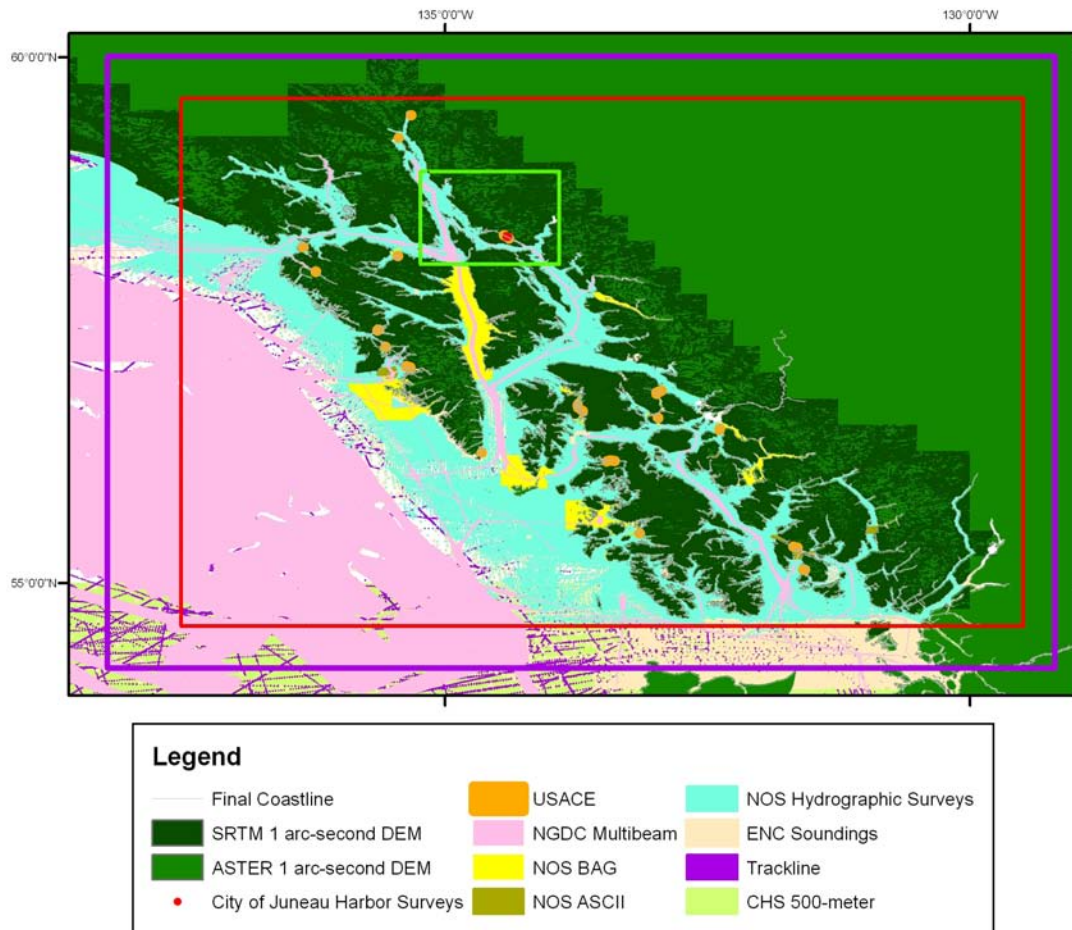 135°0'0"W
130°0'0"W
60°0'0"N
55°0'0"N
Legend
Final Coastline
SRTM 1 arc-second DEM
ASTER 1 arc-second DEM
City of Juneau Harbor Surveys
USACE
NGDC Multibeam
NOS BAG
NOS ASCII
NOS Hydrographic Surveys
ENC Soundings
Trackline
CHS 500-meter